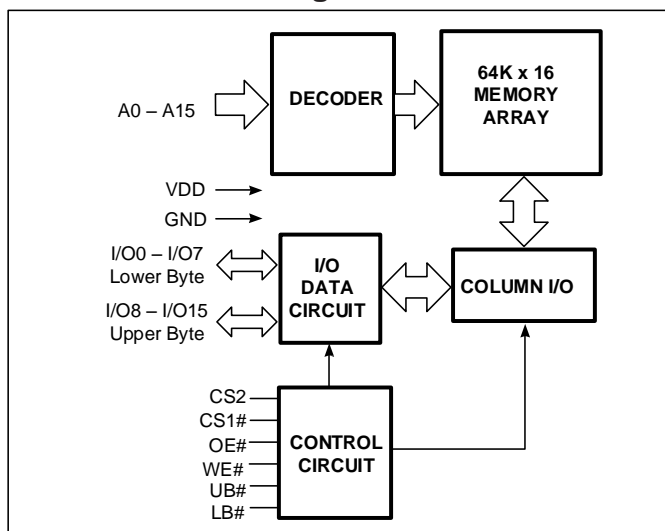 DECODER
64K x 16
MEMORY
ARRAY
A0 – A15
VDD
GND
I/O0 – I/O7
Lower Byte
I/O8 – I/O15
Upper Byte
I/O
DATA
CIRCUIT
COLUMN I/O
CS2
CS1#
OE#
WE#
UB#
LB#
CONTROL
CIRCUIT